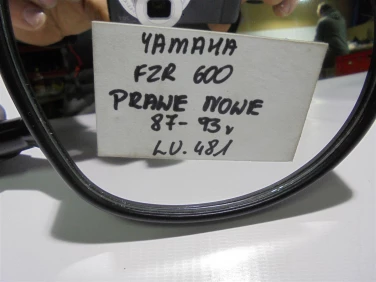 YAMAHA
FZR 600
PRAWE NOWE
87-93r
LU.481